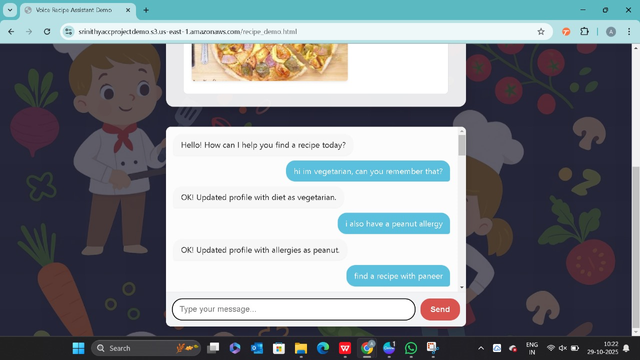 Voice Recipe Assistant Demo
srinithyaccprojectdemo.s3.us-east-1.amazonaws.com/recipe_demo.html
Hello! How can I help you find a recipe today?
hi im vegetarian, can you remember that?
OK! Updated profile with diet as vegetarian.
i also have a peanut allergy
OK! Updated profile with allergies as peanut.
find a recipe with paneer
Type your message...
Send
Search
ENG
IN
10:22
29-10-2025